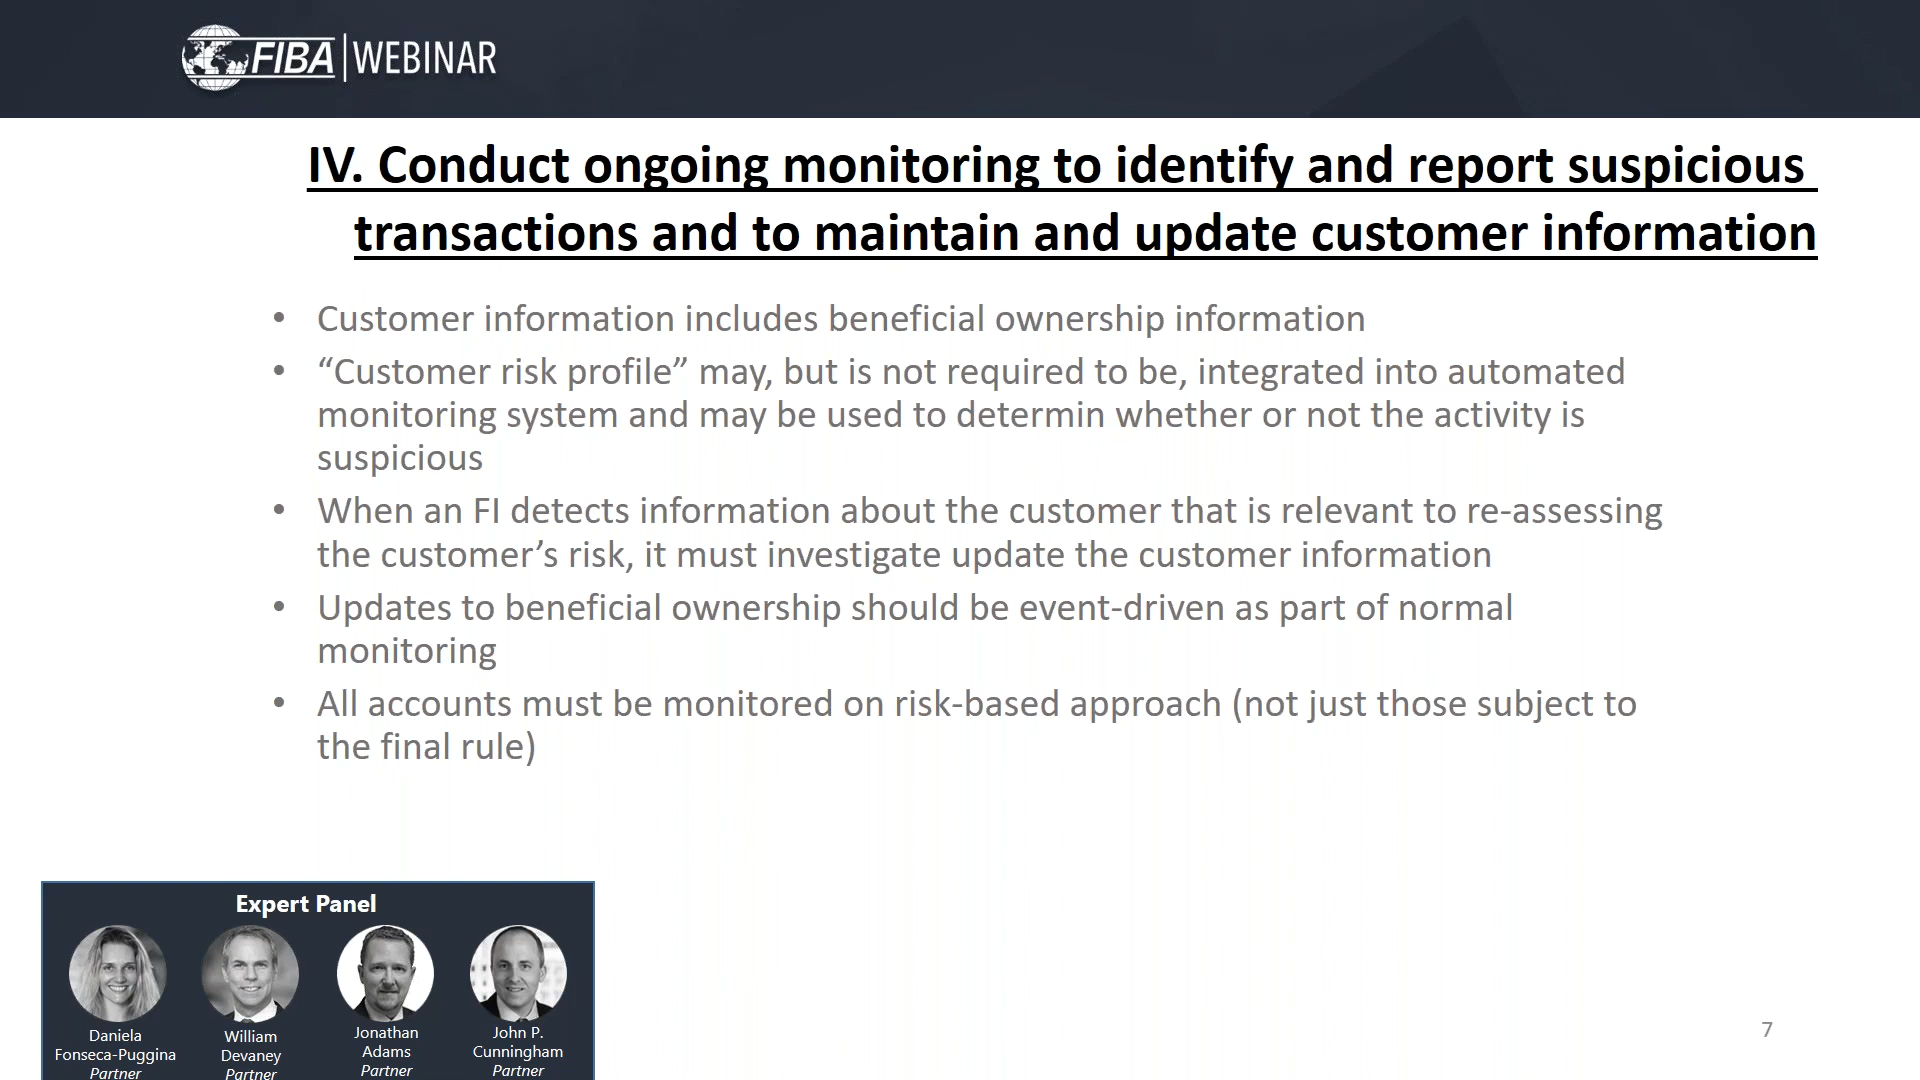 FIBA WEBINAR
IV. Conduct ongoing monitoring to identify and report suspicious
transactions and to maintain and update customer information
• Customer information includes beneficial ownership information
• “Customer risk profile” may, but is not required to be, integrated into automated
monitoring system and may be used to determin whether or not the activity is
suspicious
• When an FI detects information about the customer that is relevant to re-assessing
the customer’s risk, it must investigate update the customer information
• Updates to beneficial ownership should be event-driven as part of normal
monitoring
• All accounts must be monitored on risk-based approach (not just those subject to
the final rule)
Expert Panel
Daniela
Fonseca-Puggina
Partner
William
Devaney
Partner
Jonathan
Adams
Partner
John P.
Cunningham
Partner
7